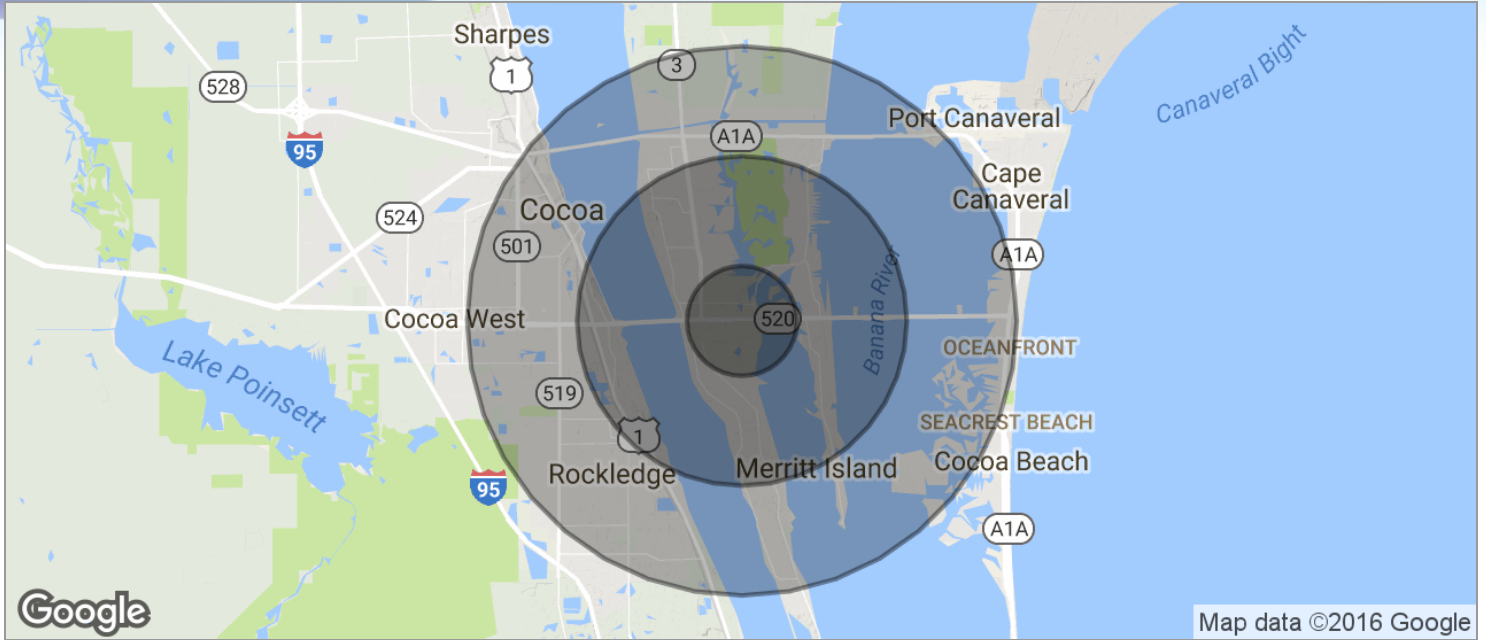 Sharpes
1
3
528
Canaveral Bight
Port Canaveral
A1A
95
Cape
Canaveral
Cocoa
524
501
A1A
Banana River
520
Cocoa West
OCEANFRONT
Lake Poinsett
519
SEACREST BEACH
1
Rockledge
Merritt Island
Cocoa Beach
95
A1A
Google
Map data ©2016 Google